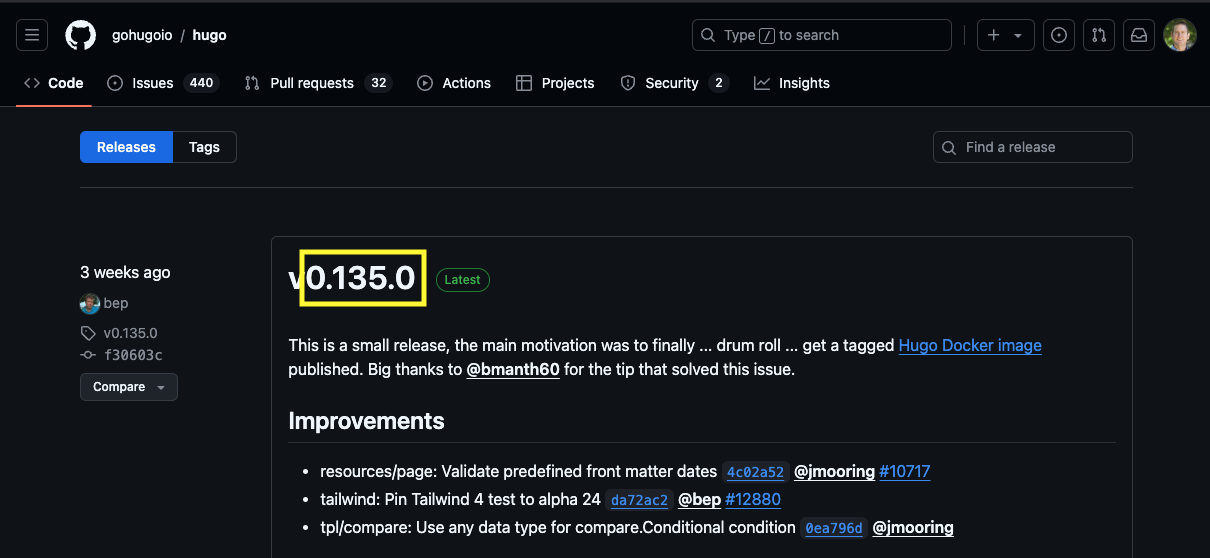 gohugoio / hugo
Type / to search
Code Issues 440 Pull requests 32 Actions Projects Security 2 Insights
Releases Tags
Find a release
3 weeks ago
bep
v0.135.0
f30603c
Compare
v0.135.0 Latest
This is a small release, the main motivation was to finally ... drum roll ... get a tagged Hugo Docker image
published. Big thanks to @bmanth60 for the tip that solved this issue.
Improvements
• resources/page: Validate predefined front matter dates 4c02a52 @jmooring #10717
• tailwind: Pin Tailwind 4 test to alpha 24 da72ac2 @bep #12880
• tpl/compare: Use any data type for compare.Conditional condition 0ea796d @jmooring